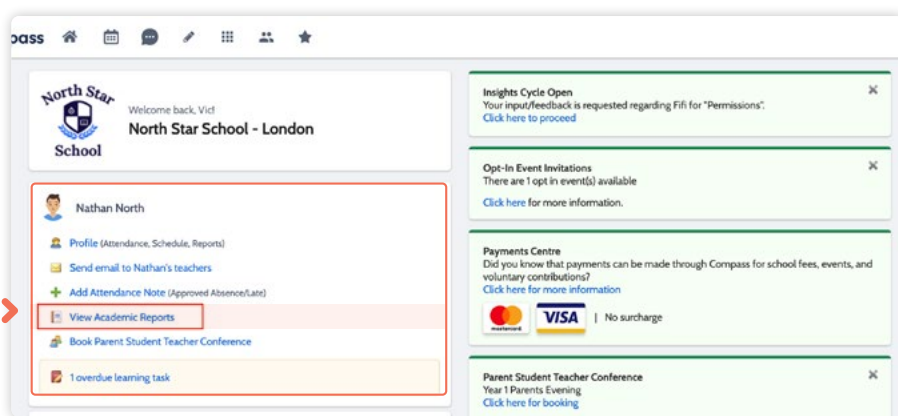 pass
North Star
School
Welcome back, Vic!
North Star School - London
Nathan North
Profile (Attendance, Schedule, Reports)
Send email to Nathan's teachers
Add Attendance Note (Approved Absence/Late)
View Academic Reports
Book Parent Student Teacher Conference
1 overdue learning task
Insights Cycle Open
Your input/feedback is requested regarding Fifi for "Permissions".
Click here to proceed
Opt-In Event Invitations
There are 1 opt in event(s) available
Click here for more information.
Payments Centre
Did you know that payments can be made through Compass for school fees, events, and
voluntary contributions?
Click here for more information
mastercard VISA | No surcharge
Parent Student Teacher Conference
Year 1 Parents Evening
Click here for booking